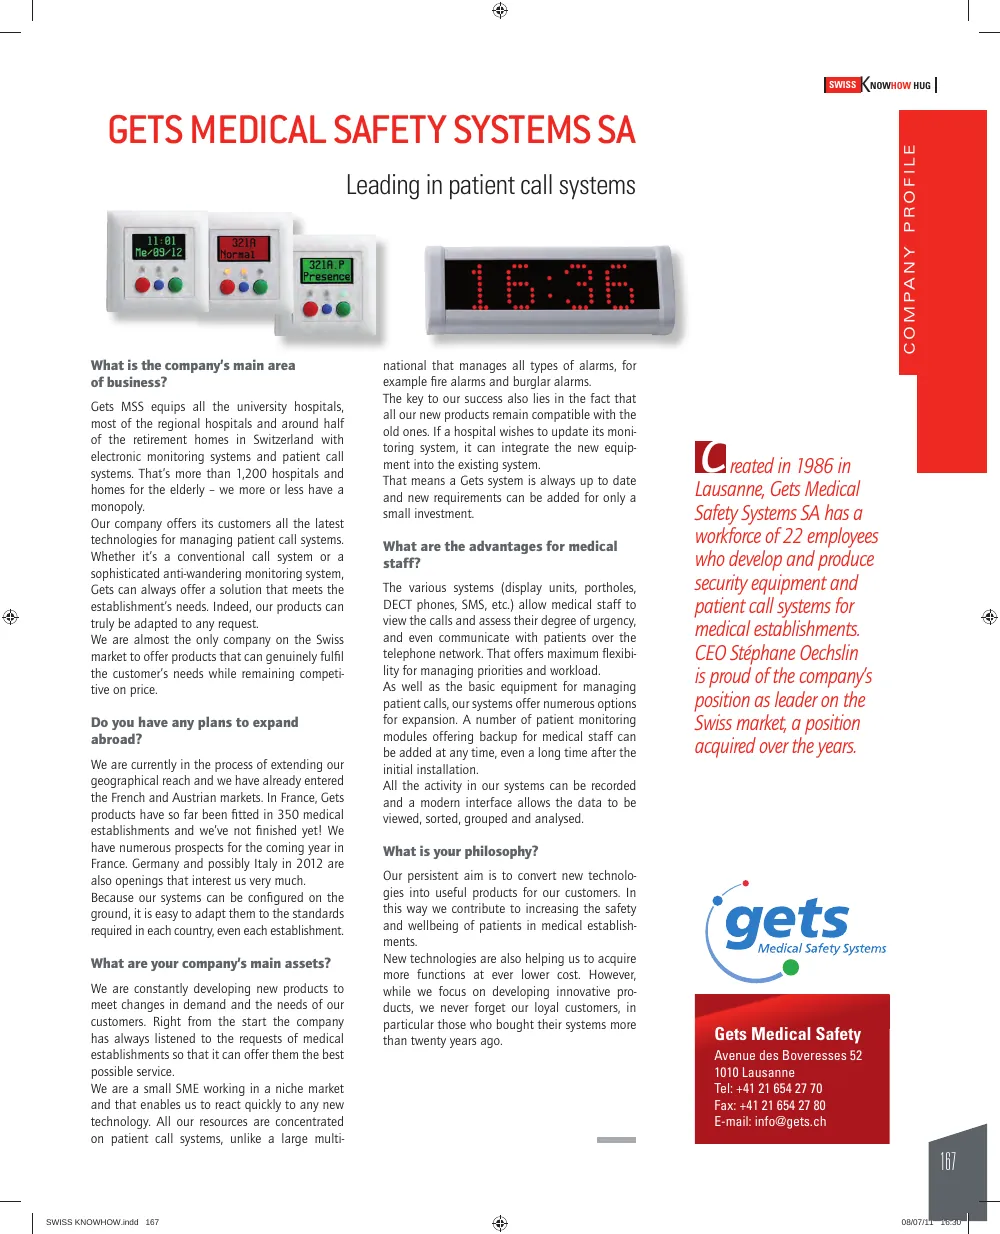 SWISS KNOWHOW HUG
GETS MEDICAL SAFETY SYSTEMS SA
Leading in patient call systems
COMPANY PROFILE
11:01
Me/09/12
321A
Normal
321A.P
Presence
16:36
What is the company's main area
of business?
Gets MSS equips all the university hospitals,
most of the regional hospitals and around half
of the retirement homes in Switzerland with
electronic monitoring systems and patient call
systems. That's more than 1,200 hospitals and
homes for the elderly – we more or less have a
monopoly.
Our company offers its customers all the latest
technologies for managing patient call systems.
Whether it's a conventional call system or a
sophisticated anti-wandering monitoring system,
Gets can always offer a solution that meets the
establishment's needs. Indeed, our products can
truly be adapted to any request.
We are almost the only company on the Swiss
market to offer products that can genuinely fulfil
the customer's needs while remaining competi-
tive on price.
Do you have any plans to expand
abroad?
We are currently in the process of extending our
geographical reach and we have already entered
the French and Austrian markets. In France, Gets
products have so far been fitted in 350 medical
establishments and we've not finished yet! We
have numerous prospects for the coming year in
France. Germany and possibly Italy in 2012 are
also openings that interest us very much.
Because our systems can be configured on the
ground, it is easy to adapt them to the standards
required in each country, even each establishment.
What are your company's main assets?
We are constantly developing new products to
meet changes in demand and the needs of our
customers. Right from the start the company
has always listened to the requests of medical
establishments so that it can offer them the best
possible service.
We are a small SME working in a niche market
and that enables us to react quickly to any new
technology. All our resources are concentrated
on patient call systems, unlike a large multi-
national that manages all types of alarms, for
example fire alarms and burglar alarms.
The key to our success also lies in the fact that
all our new products remain compatible with the
old ones. If a hospital wishes to update its moni-
toring system, it can integrate the new equip-
ment into the existing system.
That means a Gets system is always up to date
and new requirements can be added for only a
small investment.
What are the advantages for medical
staff?
The various systems (display units, portholes,
DECT phones, SMS, etc.) allow medical staff to
view the calls and assess their degree of urgency,
and even communicate with patients over the
telephone network. That offers maximum flexibi-
lity for managing priorities and workload.
As well as the basic equipment for managing
patient calls, our systems offer numerous options
for expansion. A number of patient monitoring
modules offering backup for medical staff can
be added at any time, even a long time after the
initial installation.
All the activity in our systems can be recorded
and a modern interface allows the data to be
viewed, sorted, grouped and analysed.
What is your philosophy?
Our persistent aim is to convert new technolo-
gies into useful products for our customers. In
this way we contribute to increasing the safety
and wellbeing of patients in medical establish-
ments.
New technologies are also helping us to acquire
more functions at ever lower cost. However,
while we focus on developing innovative pro-
ducts, we never forget our loyal customers, in
particular those who bought their systems more
than twenty years ago.
Created in 1986 in
Lausanne, Gets Medical
Safety Systems SA has a
workforce of 22 employees
who develop and produce
security equipment and
patient call systems for
medical establishments.
CEO Stéphane Oechslin
is proud of the company's
position as leader on the
Swiss market, a position
acquired over the years.
gets
Medical Safety Systems
Gets Medical Safety
Avenue des Boveresses 52
1010 Lausanne
Tel: +41 21 654 27 70
Fax: +41 21 654 27 80
E-mail: info@gets.ch
167
SWISS KNOWHOW.indd 167
08/07/11 16:30